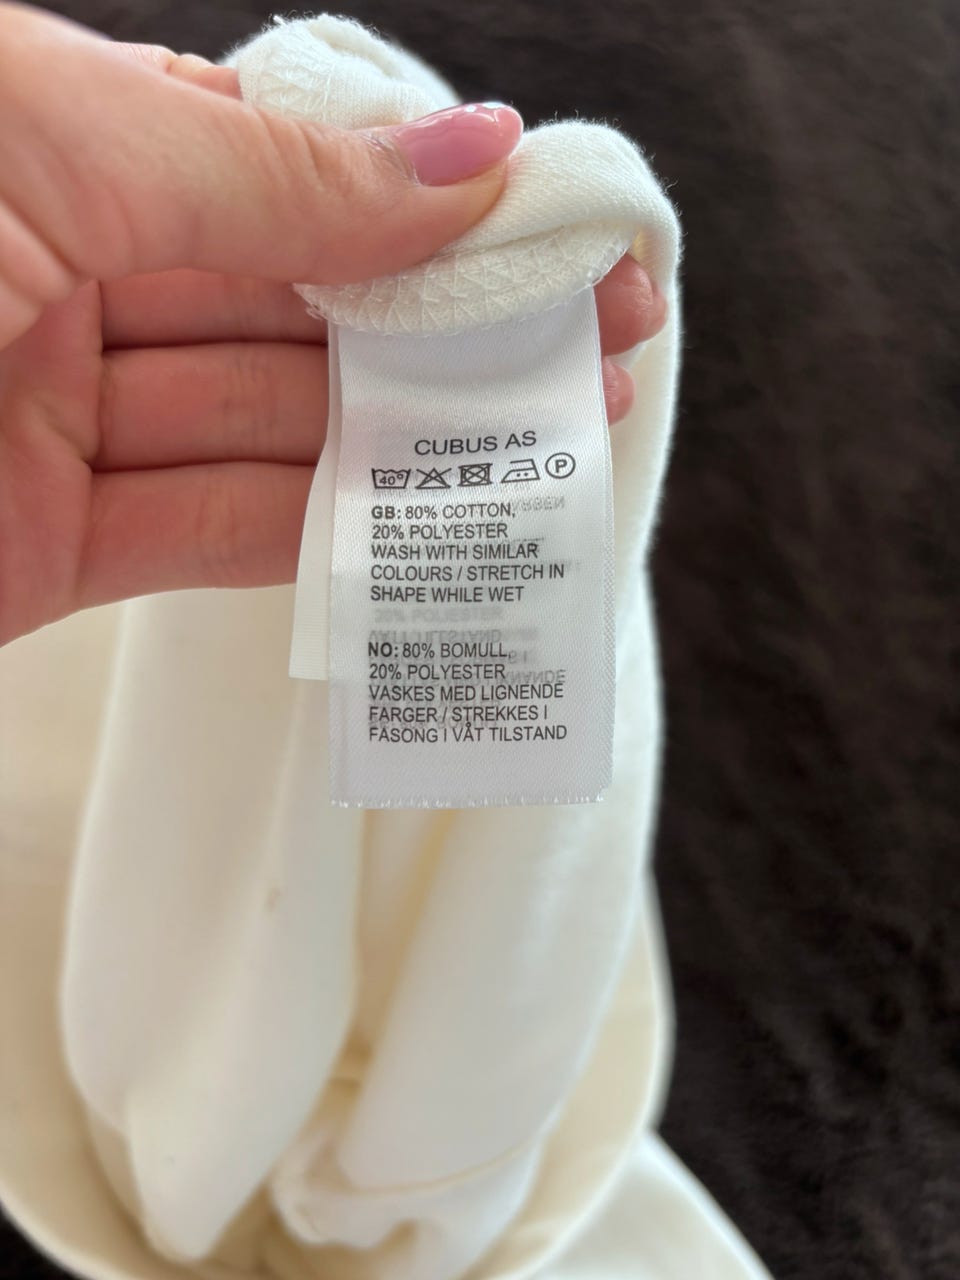 CUBUS AS
40° P
GB: 80% COTTON,
20% POLYESTER
WASH WITH SIMILAR
COLOURS / STRETCH IN
SHAPE WHILE WET
NO: 80% BOMULL,
20% POLYESTER
VASKES MED LIGNENDE
FARGER / STREKKES I
FASONG I VÅT TILSTAND